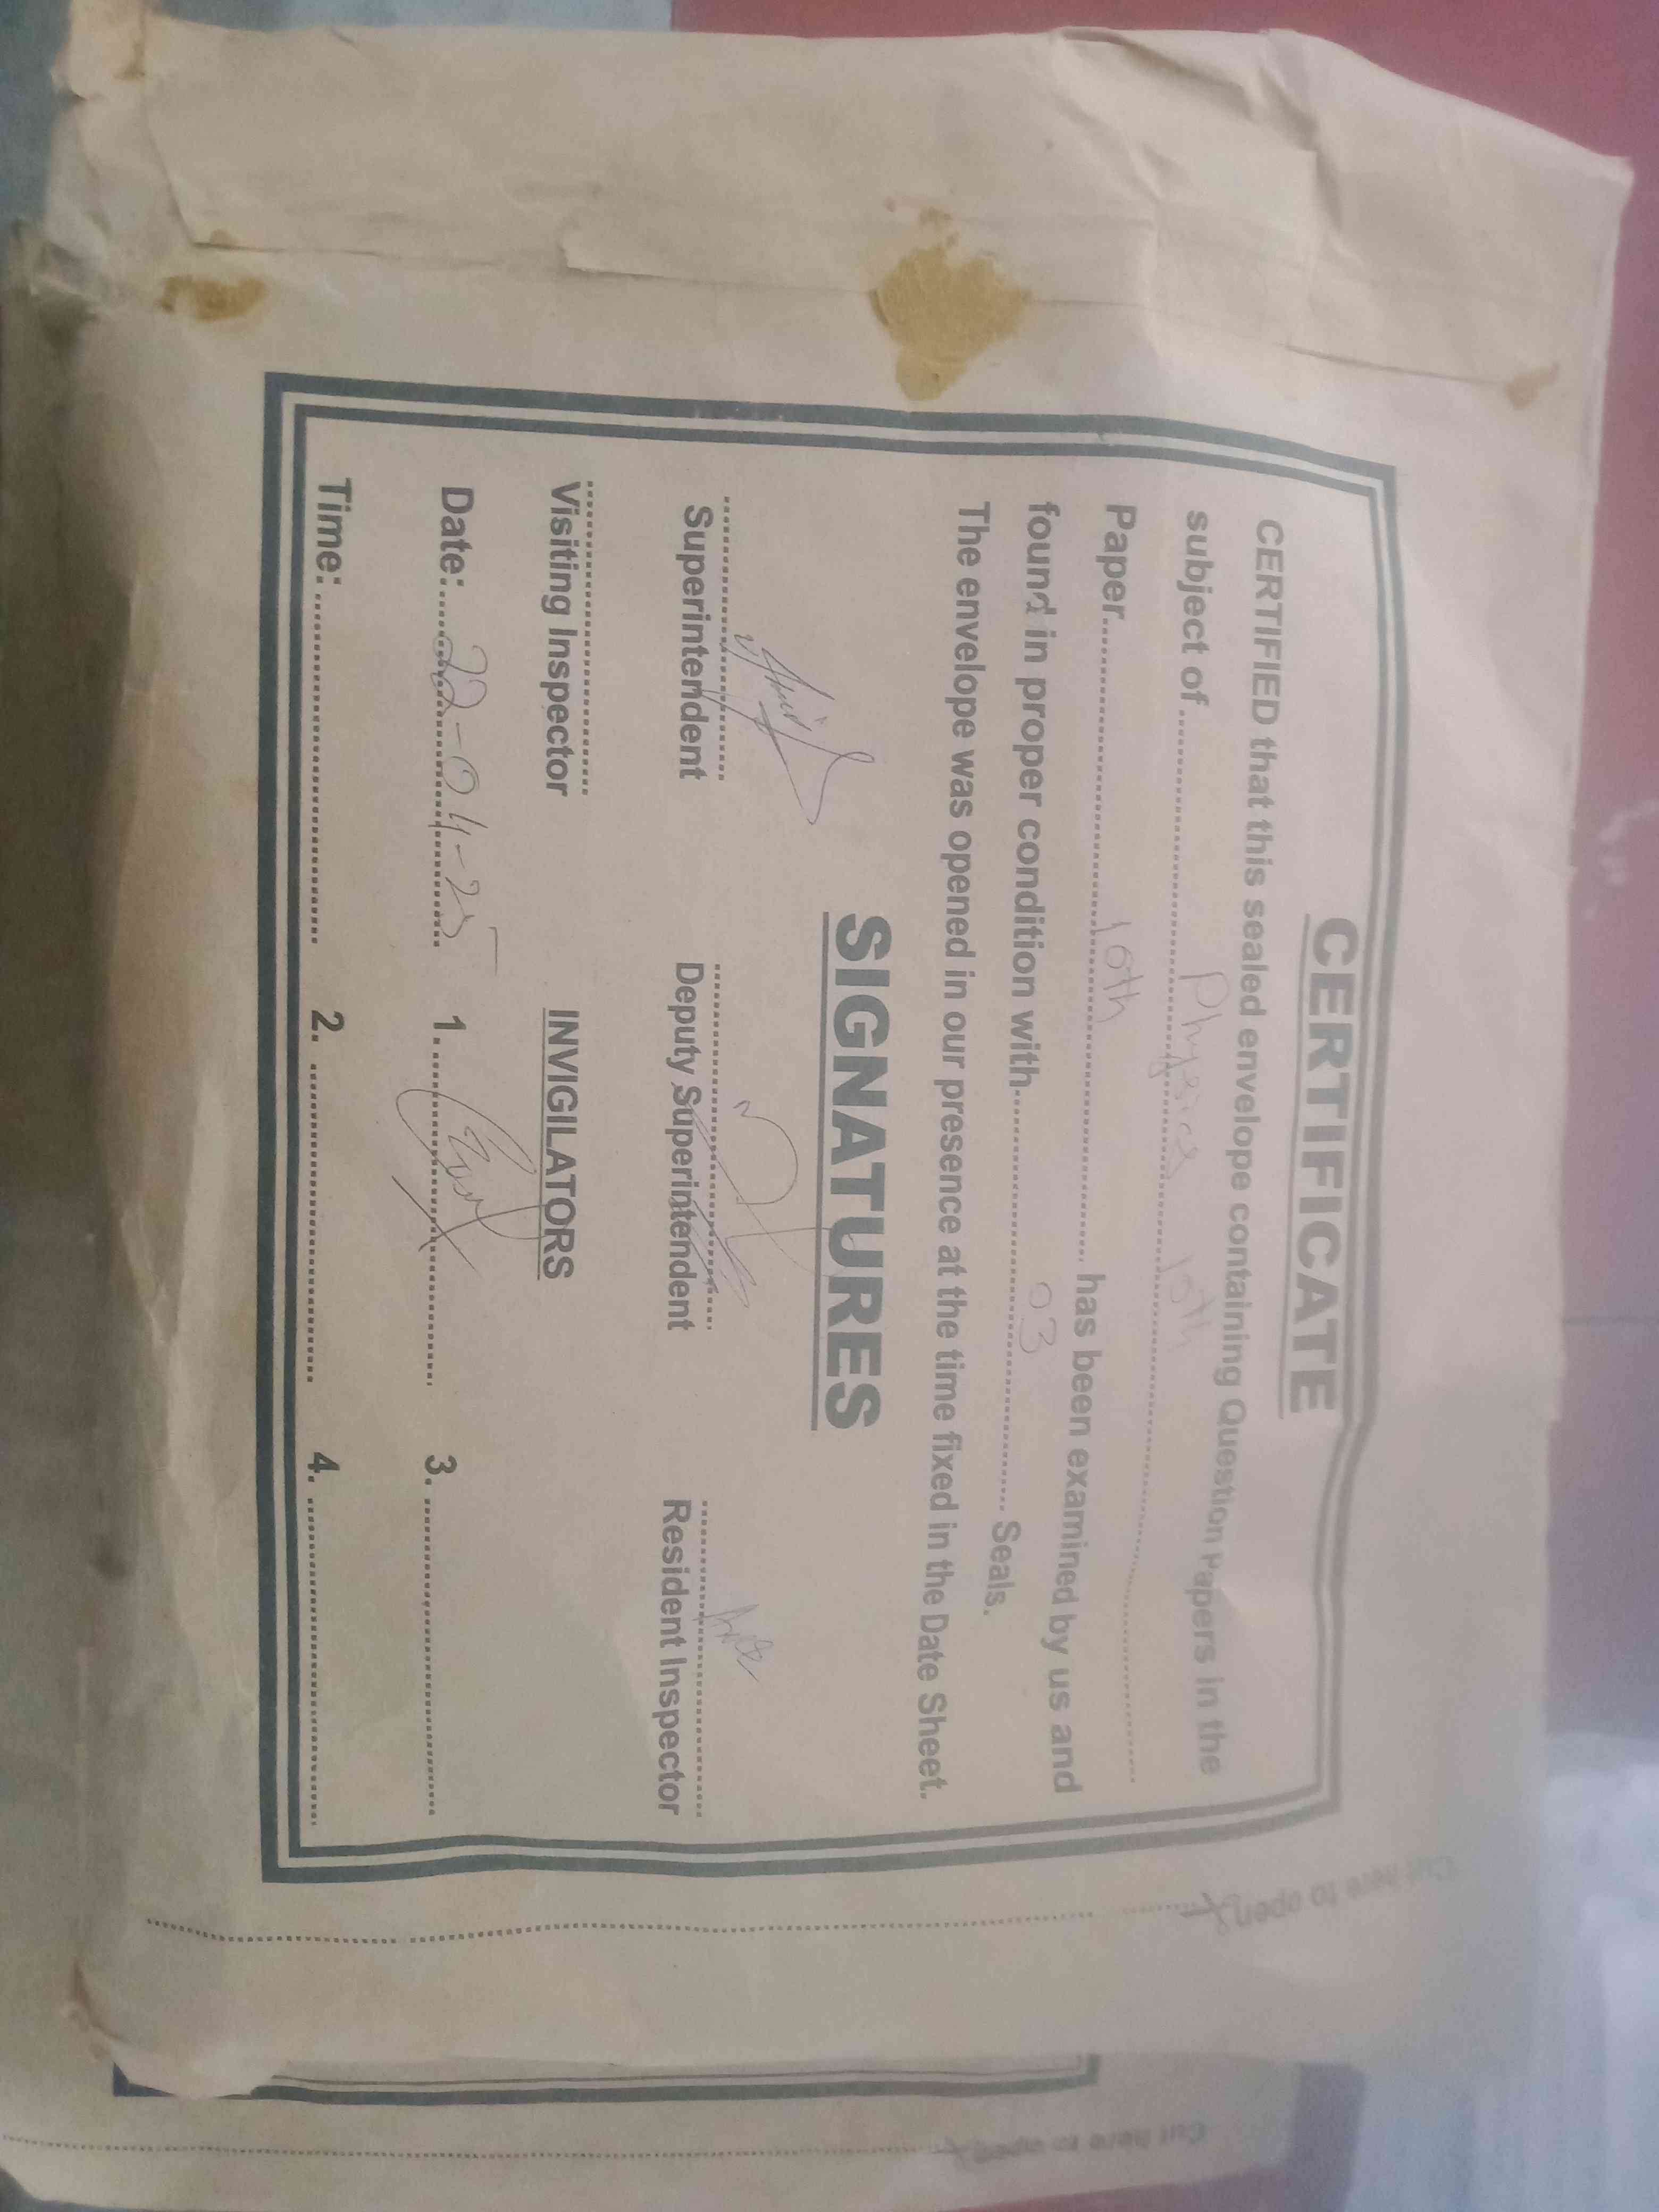 CERTIFICATE
CERTIFIED that this sealed envelope containing Question Papers in the
subject of ........ Physics 10th ........
Paper ........ 10th ........ has been examined by us and
found in proper condition with ........ 03 ........ Seals.
The envelope was opened in our presence at the time fixed in the Date Sheet.
SIGNATURES
Superintendent Deputy Superintendent Resident Inspector
Visiting Inspector INVIGILATORS
Date: 22-04-25 1. ........ 3. ........
Time: ........ 2. ........ 4. ........
Cut here to open
Cut here to open